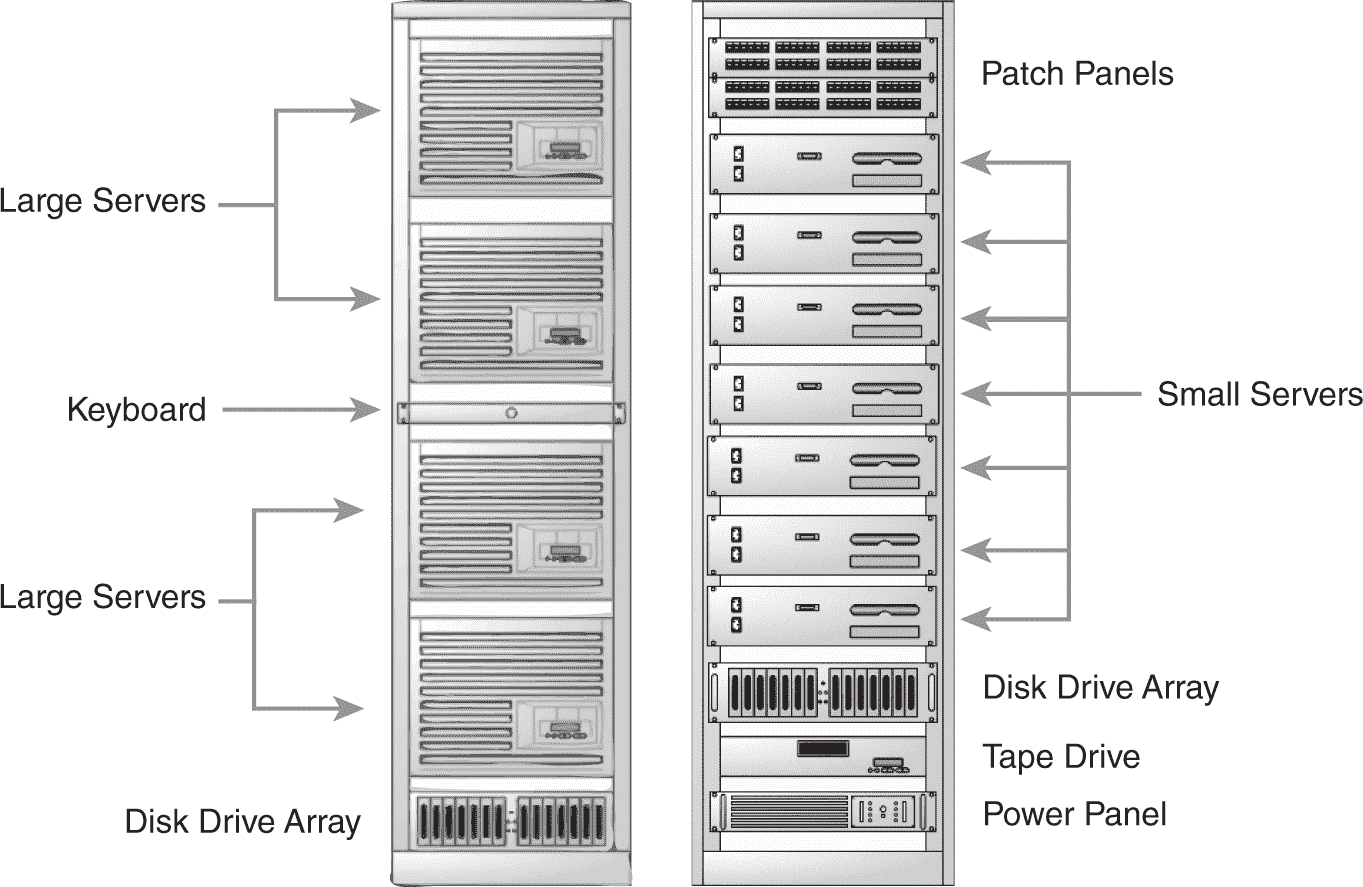 Large Servers
Keyboard
Large Servers
Disk Drive Array
Patch Panels
Small Servers
Disk Drive Array
Tape Drive
Power Panel